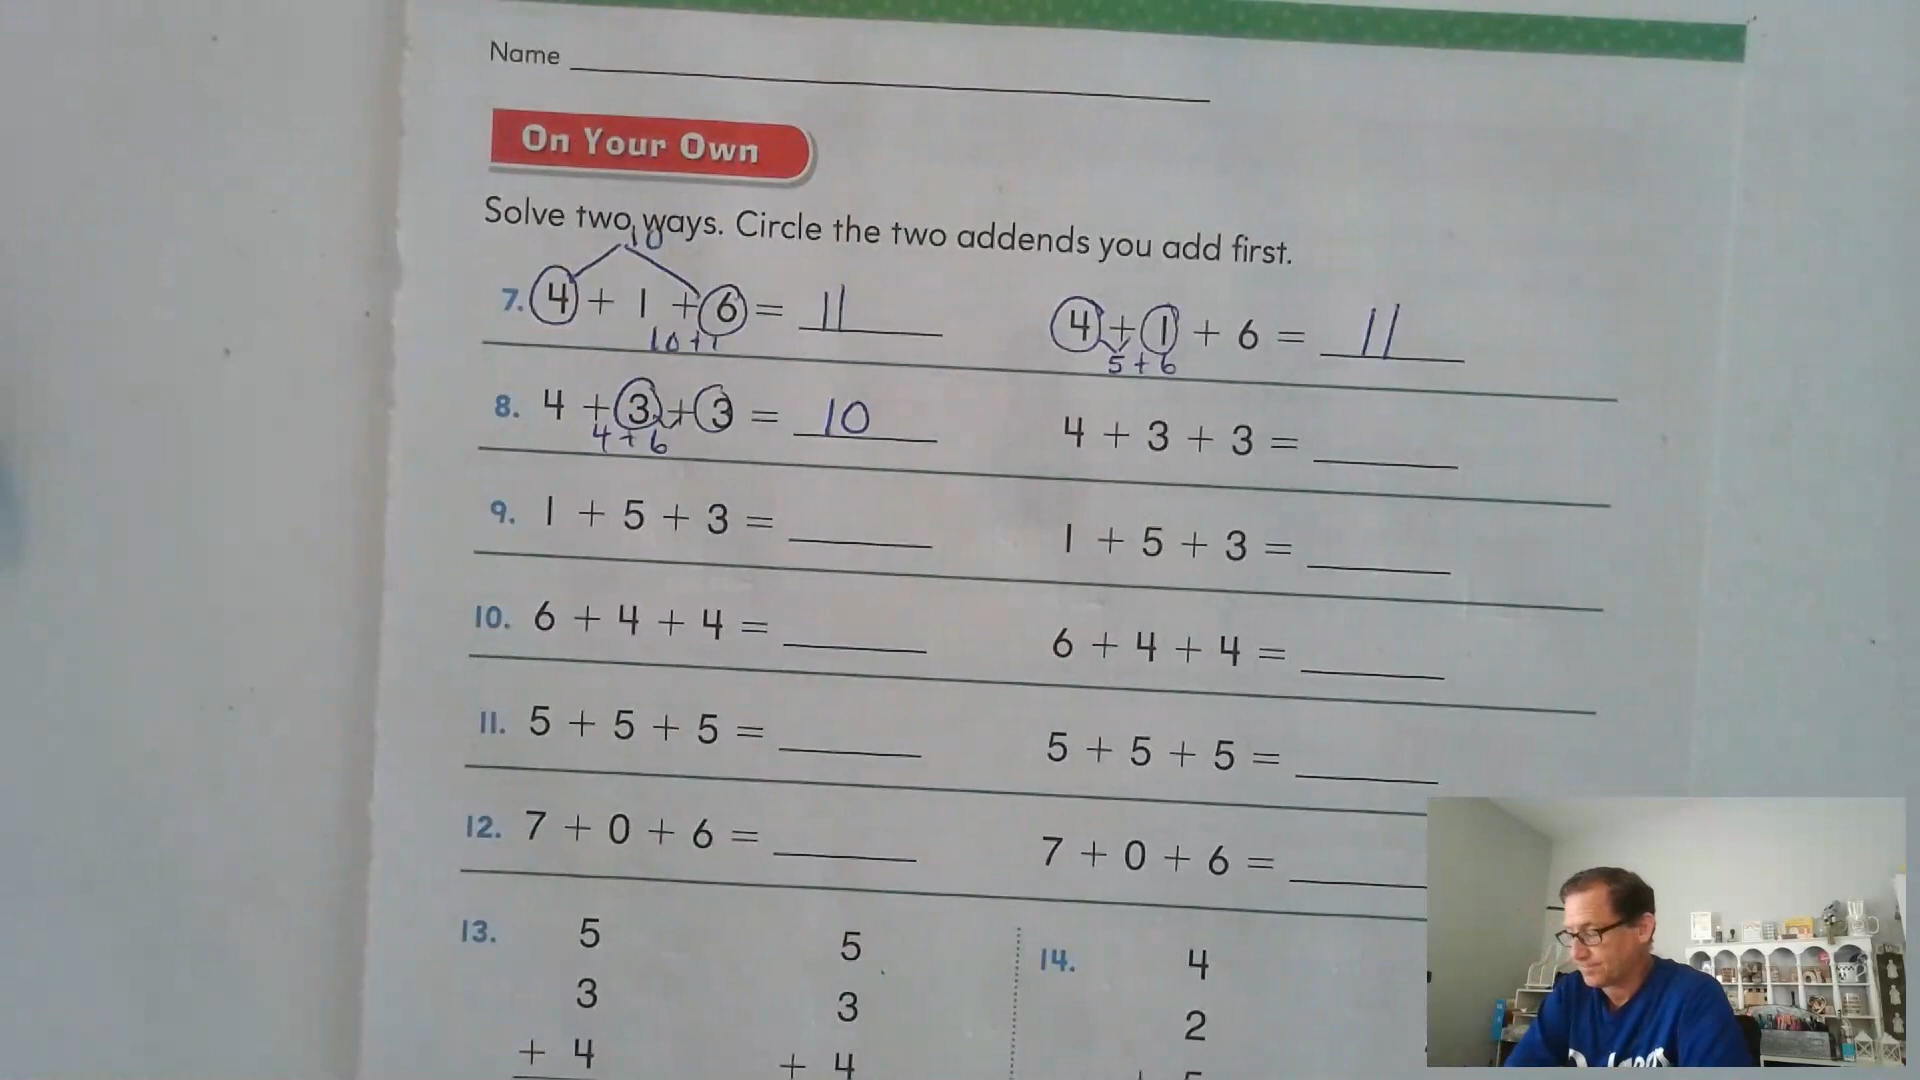 Name
On Your Own
Solve two ways. Circle the two addends you add first.
10
7. 4 + 1 + 6 = 11
10 + 1
4 + 1 + 6 = 11
5 + 6
8. 4 + 3 + 3 = 10
4 + 6
4 + 3 + 3 =
9. 1 + 5 + 3 =
1 + 5 + 3 =
10. 6 + 4 + 4 =
6 + 4 + 4 =
11. 5 + 5 + 5 =
5 + 5 + 5 =
12. 7 + 0 + 6 =
7 + 0 + 6 =
13.
5
3
+ 4
5
3
+ 4
14.
4
2